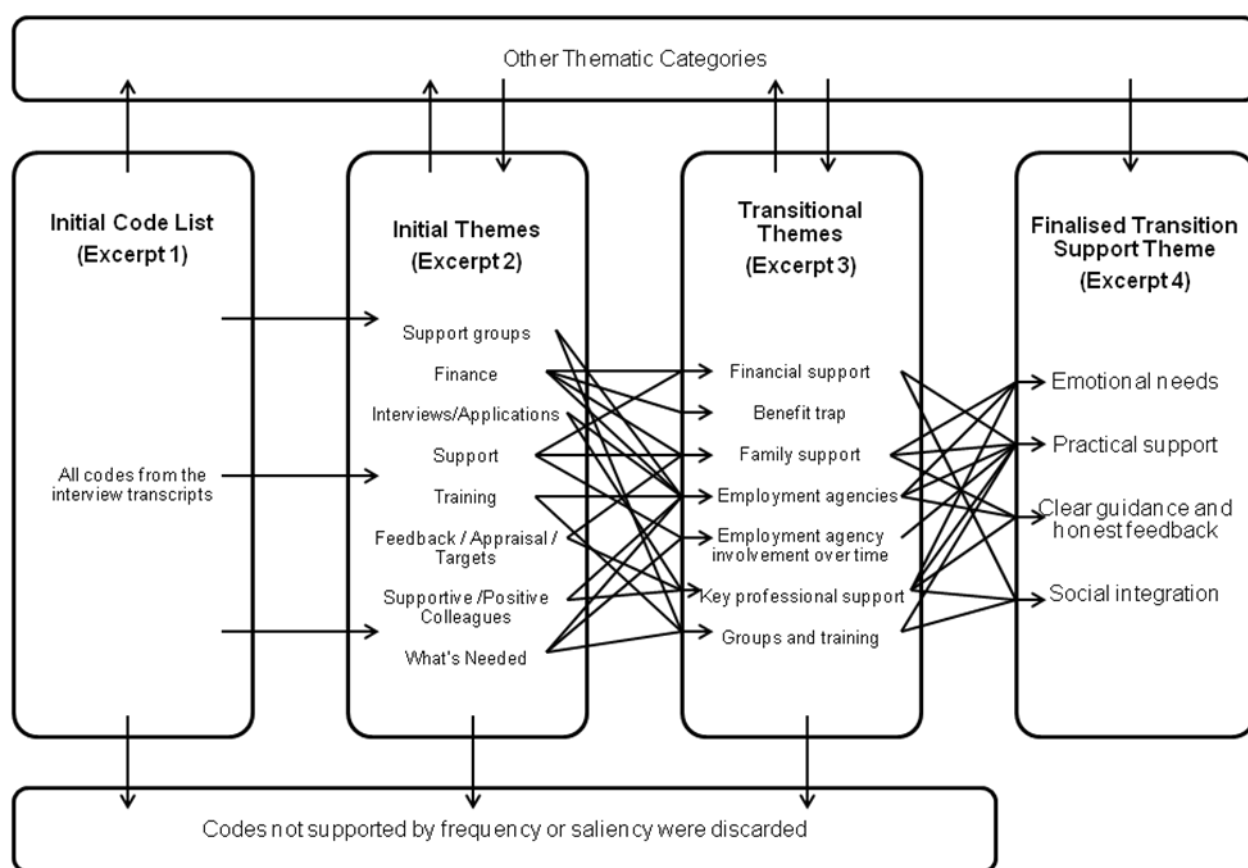 Other Thematic Categories
Initial Code List
(Excerpt 1)
All codes from the
interview transcripts
Initial Themes
(Excerpt 2)
Support groups
Finance
Interviews/Applications
Support
Training
Feedback / Appraisal /
Targets
Supportive /Positive
Colleagues
What's Needed
Transitional
Themes
(Excerpt 3)
Financial support
Benefit trap
Family support
Employment agencies
Employment agency
involvement over time
Key professional support
Groups and training
Finalised Transition
Support Theme
(Excerpt 4)
Emotional needs
Practical support
Clear guidance and
honest feedback
Social integration
Codes not supported by frequency or saliency were discarded